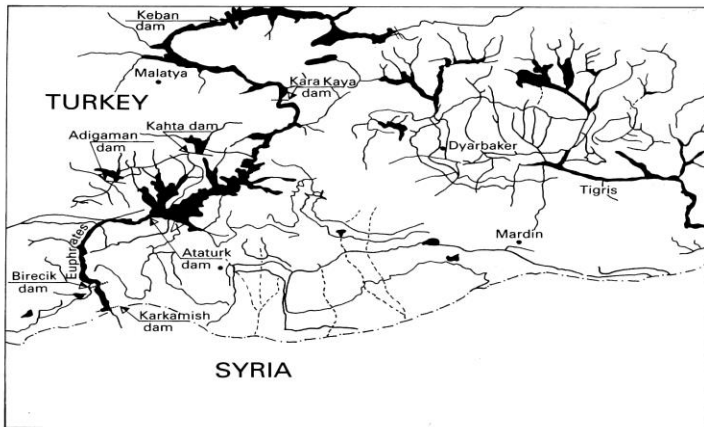 Keban
dam
Malatya
Kara Kaya
dam
TURKEY
Kahta dam
Adigaman
dam
Dyarbaker
Tigris
Euphrates
Mardin
Ataturk
dam
Birecik
dam
Karkamish
dam
SYRIA